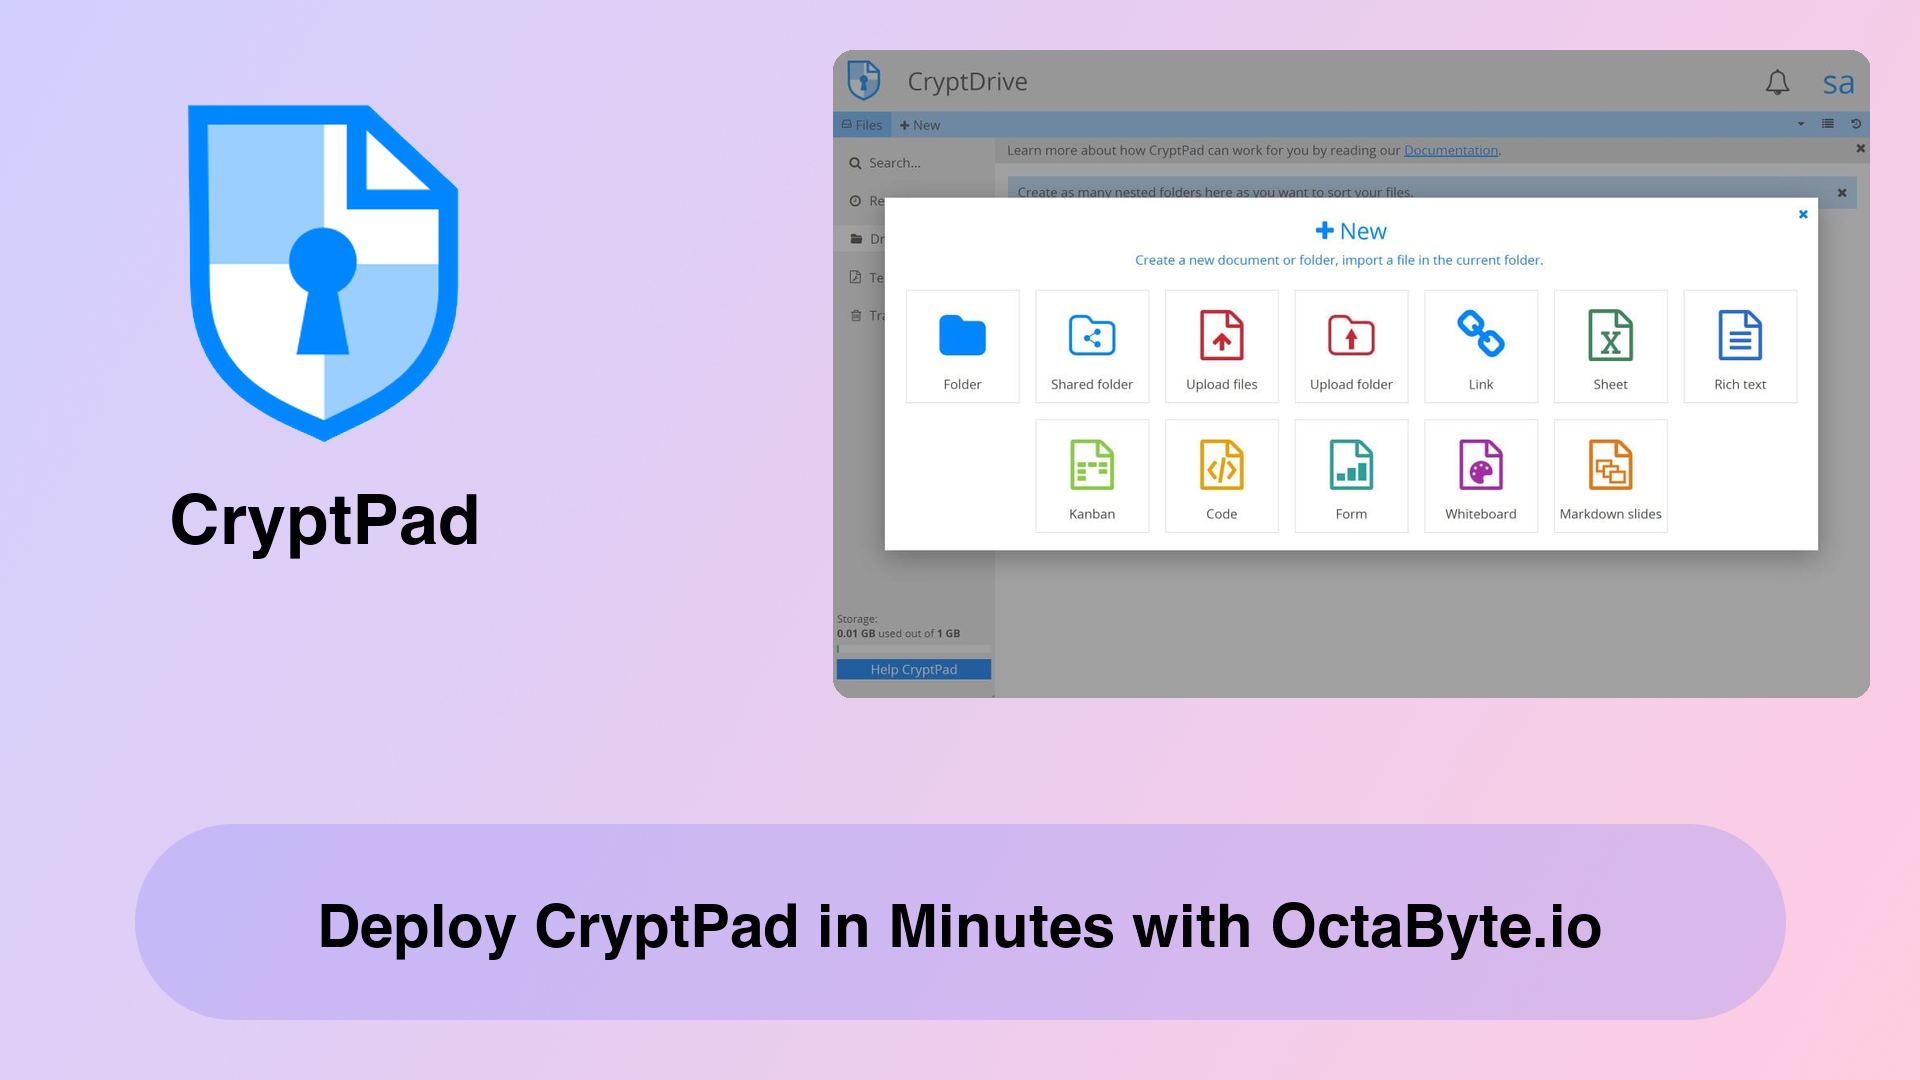 CryptPad
CryptDrive
sa
Files
New
Learn more about how CryptPad can work for you by reading our Documentation.
Search...
Create as many nested folders here as you want to sort your files.
Re
Dr
Te
Tra
New
Create a new document or folder, import a file in the current folder.
Folder
Shared folder
Upload files
Upload folder
Link
Sheet
Rich text
Kanban
Code
Form
Whiteboard
Markdown slides
Storage:
0.01 GB used out of 1 GB
Help CryptPad
Deploy CryptPad in Minutes with OctaByte.io